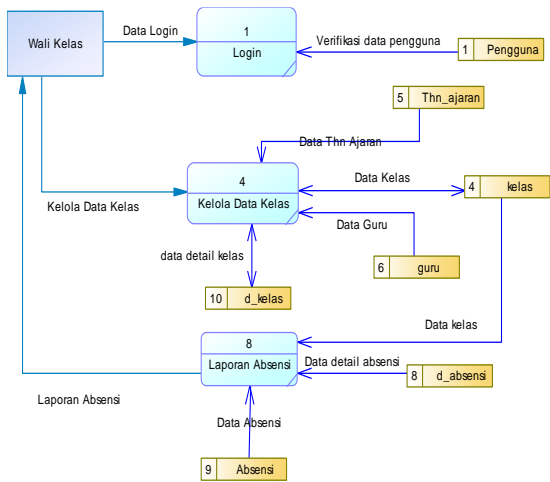 Wali Kelas
Data Login
1
Login
Verifikasi data pengguna
1 Pengguna
5 Thn_ajaran
Data Thn Ajaran
4
Kelola Data Kelas
Data Kelas
4 kelas
Kelola Data Kelas
Data Guru
data detail kelas
6 guru
10 d_kelas
Data kelas
8
Laporan Absensi
Data detail absensi
8 d_absensi
Laporan Absensi
Data Absensi
9 Absensi